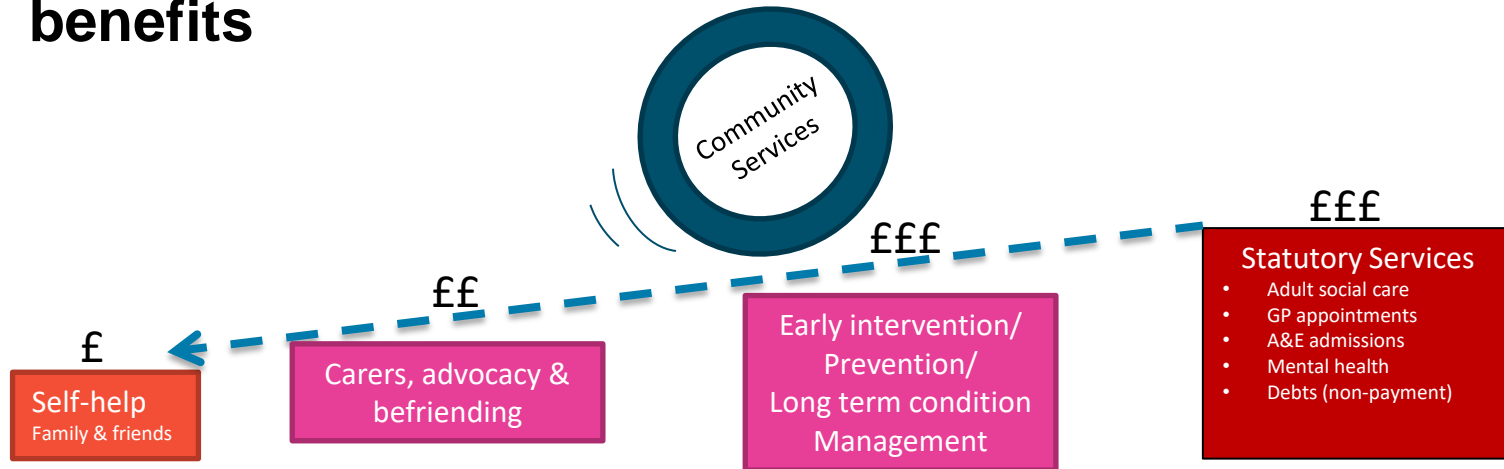 benefits
Community
Services
£££
£££
££
£
Statutory Services
• Adult social care
• GP appointments
• A&E admissions
• Mental health
• Debts (non-payment)
Early intervention/
Prevention/
Long term condition
Management
Carers, advocacy &
befriending
Self-help
Family & friends